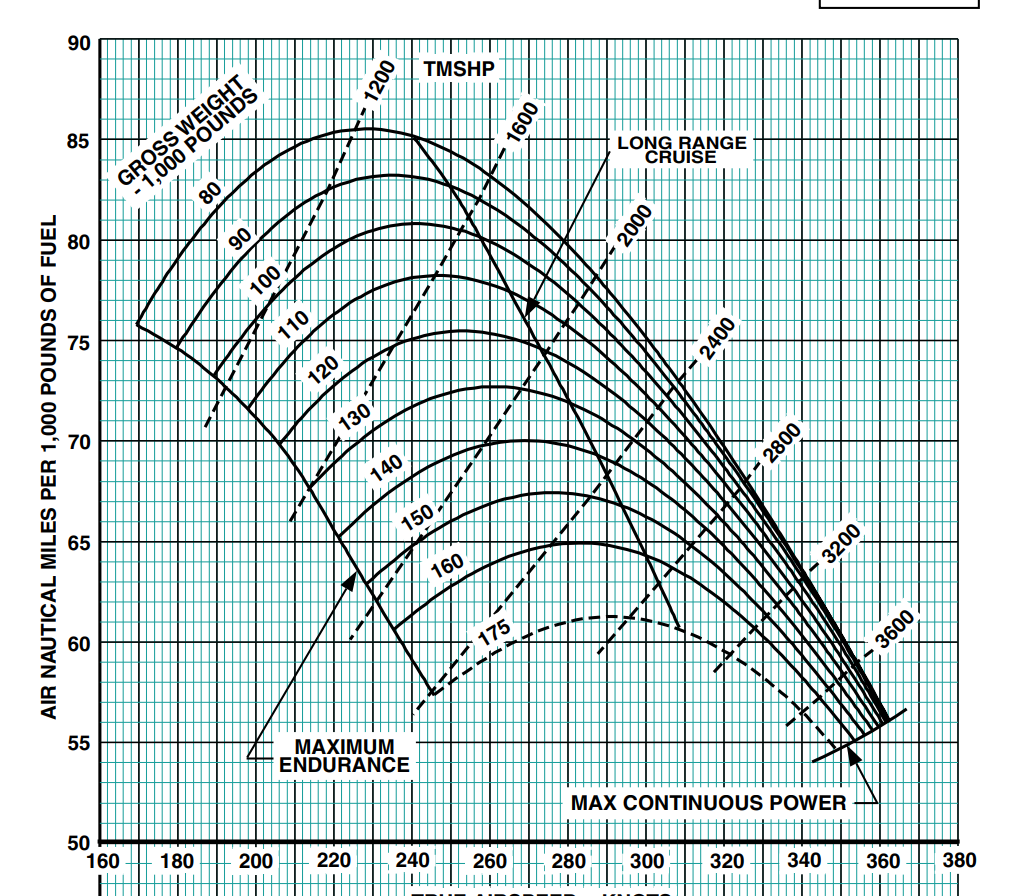 90
1200
TMSHP
GROSS WEIGHT
- 1,000 POUNDS
1600
85
LONG RANGE
CRUISE
80
2000
90
80
100
110
2400
75
120
130
70
2800
140
150
65
3200
160
AIR NAUTICAL MILES PER 1,000 POUNDS OF FUEL
175
60
3600
55
MAXIMUM
ENDURANCE
MAX CONTINUOUS POWER
50
160 180 200 220 240 260 280 300 320 340 360 380
TRUE AIRSPEED - KNOTS